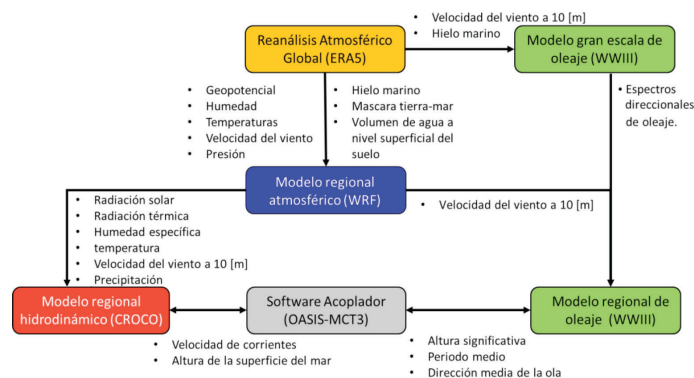 • Velocidad del viento a 10 [m]
• Hielo marino
Reanálisis Atmosférico
Global (ERA5)
Modelo gran escala de
oleaje (WWIII)
• Geopotencial
• Humedad
• Temperaturas
• Velocidad del viento
• Presión
• Hielo marino
• Mascara tierra-mar
• Volumen de agua a
nivel superficial del
suelo
• Espectros
direccionales
de oleaje.
Modelo regional
atmosférico (WRF)
• Velocidad del viento a 10 [m]
• Radiación solar
• Radiación térmica
• Humedad específica
• temperatura
• Velocidad del viento a 10 [m]
• Precipitación
Modelo regional
hidrodinámico (CROCO)
Software Acoplador
(OASIS-MCT3)
Modelo regional de
oleaje (WWIII)
• Velocidad de corrientes
• Altura de la superficie del mar
• Altura significativa
• Periodo medio
• Dirección media de la ola